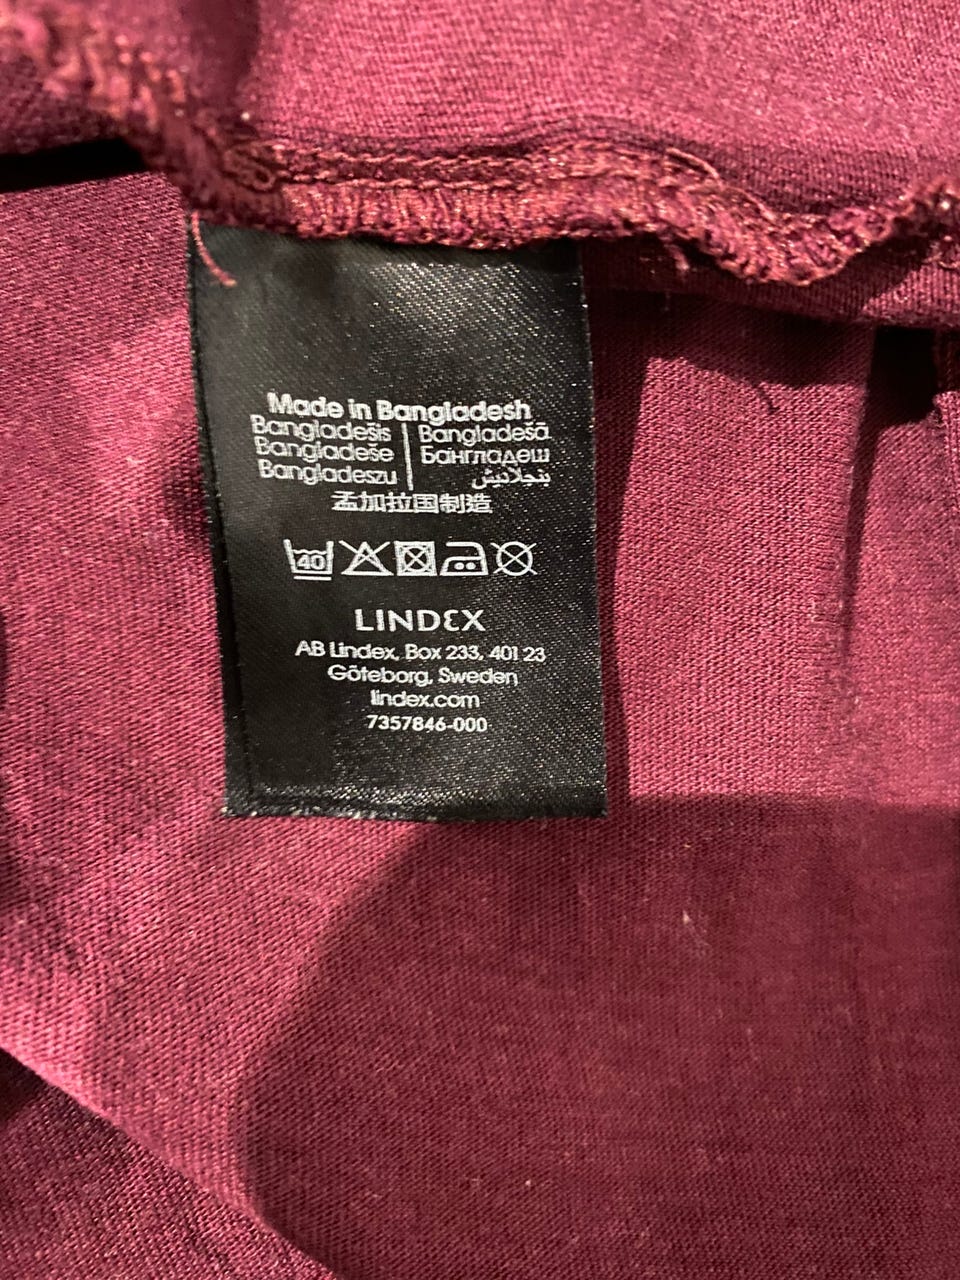 Made in Bangladesh
Bangladešis | Bangladešā
Bangladeše | Бангладеш
Bangladeszu | بنجلاديش
孟加拉国制造
40
LINDEX
AB Lindex, Box 233, 401 23
Göteborg, Sweden
lindex.com
7357846-000